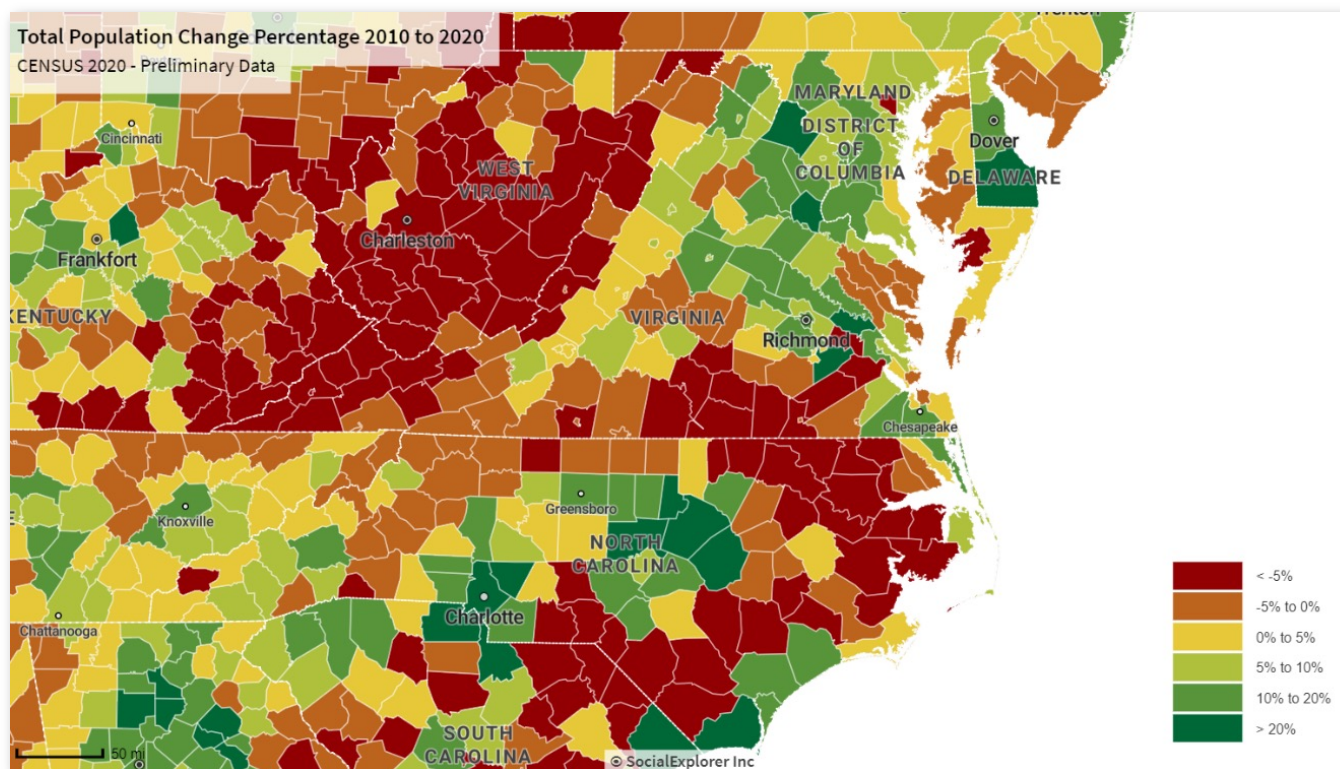 Trenton
Total Population Change Percentage 2010 to 2020
CENSUS 2020 - Preliminary Data
MARYLAND
Cincinnati
DISTRICT
OF
COLUMBIA
Dover
WEST
VIRGINIA
DELAWARE
Charleston
Frankfort
KENTUCKY
VIRGINIA
Richmond
Chesapeake
Greensboro
Knoxville
E
NORTH
CAROLINA
Charlotte
Chattanooga
SOUTH
CAROLINA
50 mi
SocialExplorer Inc
< -5%
-5% to 0%
0% to 5%
5% to 10%
10% to 20%
> 20%